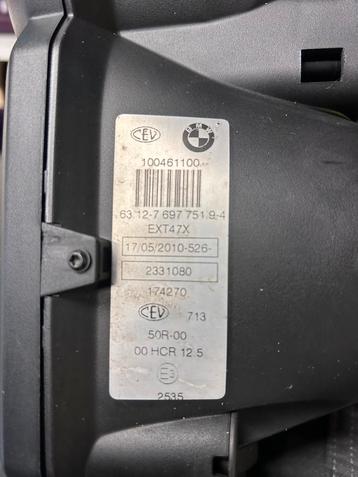 CEV
BMW
100461100
63.12-7 697 751.9-4
EXT47X
17/05/2010-526-
2331080
174270
CEV 713
50R-00
00 HCR 12.5
E3
2535